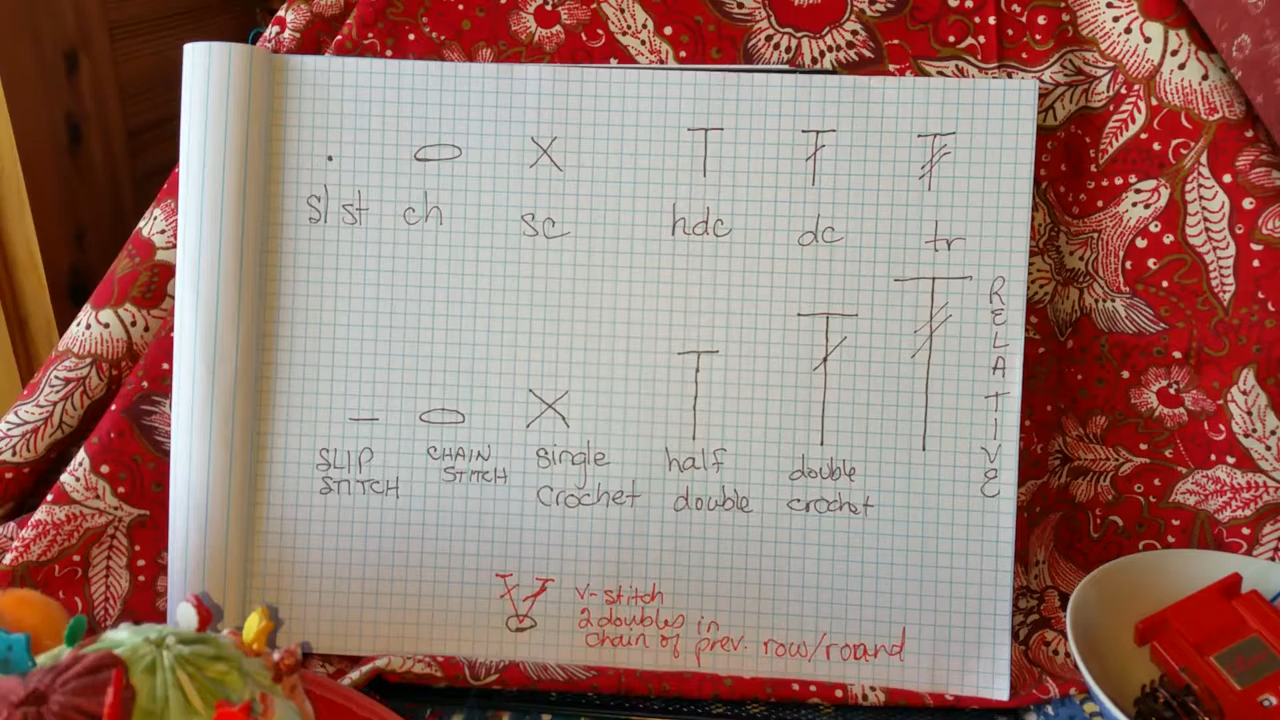 sl st ch sc hdc dc tr
RELATIVE
SLIP STITCH
CHAIN STITCH
single crochet
half double
double crochet
v-stitch
2 doubles in
chain of prev. row/round